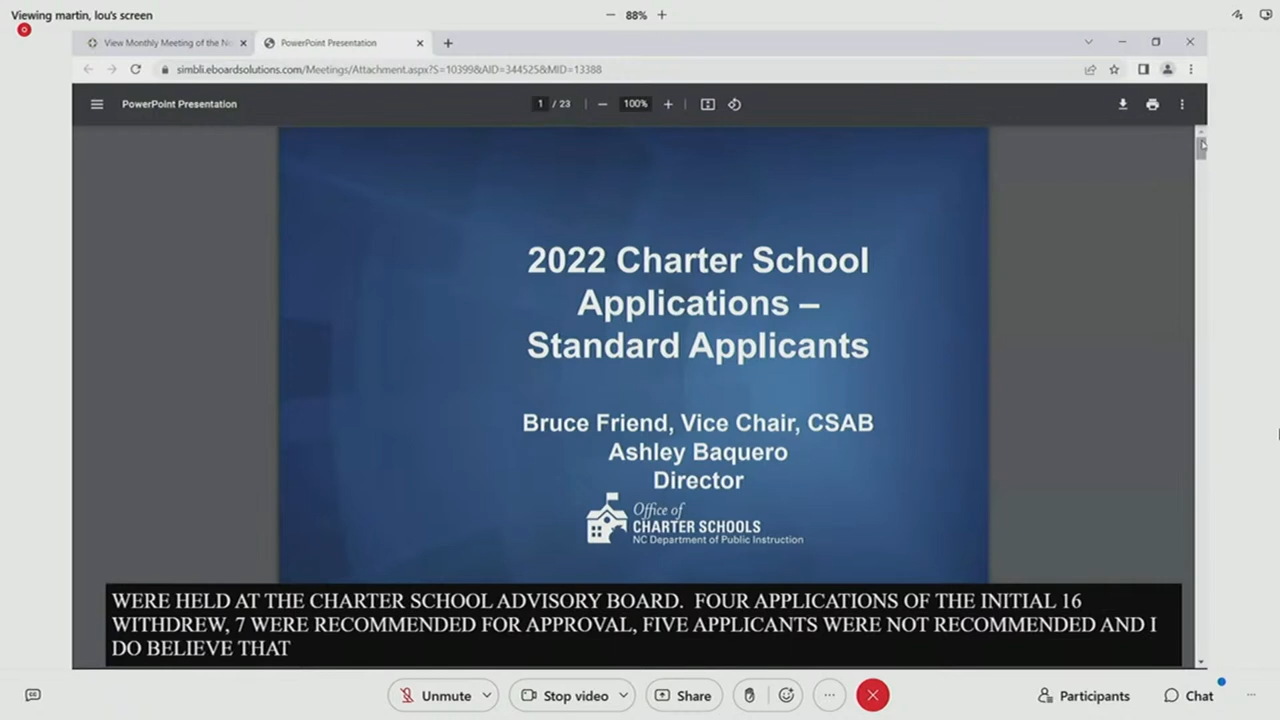 Viewing martin, lou's screen
88%
View Monthly Meeting of the No
PowerPoint Presentation
simbli.eboardsolutions.com/Meetings/Attachment.aspx?S=10399&AID=344525&MID=13388
PowerPoint Presentation
1 / 23
100%
2022 Charter School
Applications –
Standard Applicants
Bruce Friend, Vice Chair, CSAB
Ashley Baquero
Director
Office of
CHARTER SCHOOLS
NC Department of Public Instruction
WERE HELD AT THE CHARTER SCHOOL ADVISORY BOARD.  FOUR APPLICATIONS OF THE INITIAL 16
WITHDREW, 7 WERE RECOMMENDED FOR APPROVAL, FIVE APPLICANTS WERE NOT RECOMMENDED AND I
DO BELIEVE THAT
Unmute
Stop video
Share
Participants
Chat